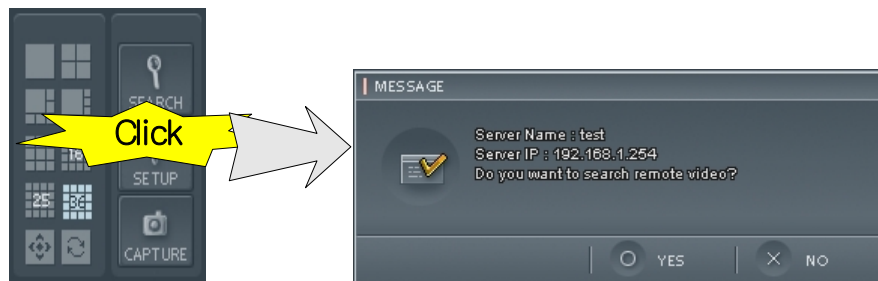 SEARCH
Click
16
SETUP
25
36
CAPTURE
MESSAGE
Server Name : test
Server IP : 192.168.1.254
Do you want to search remote video?
YES
NO